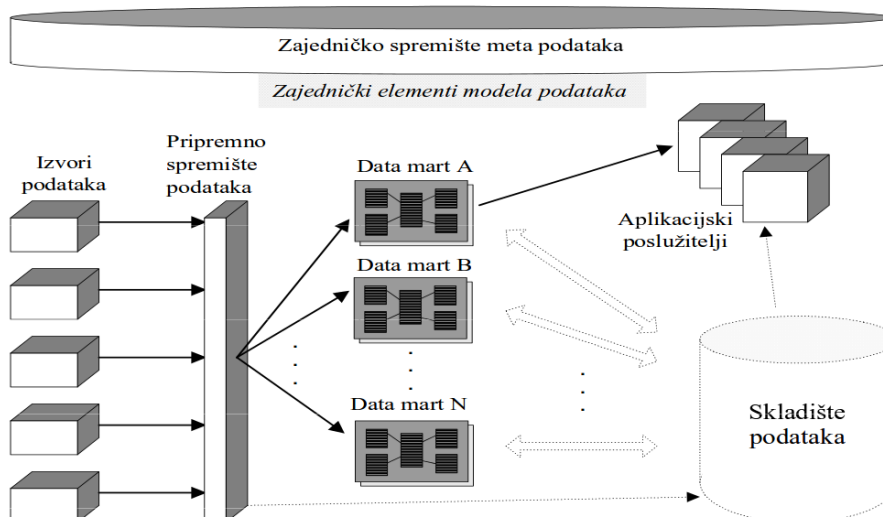 Zajedničko spremište meta podataka
Zajednički elementi modela podataka
Izvori
podataka
Pripremno
spremište
podataka
Data mart A
Aplikacijski
poslužitelji
Data mart B
Data mart N
Skladište
podataka